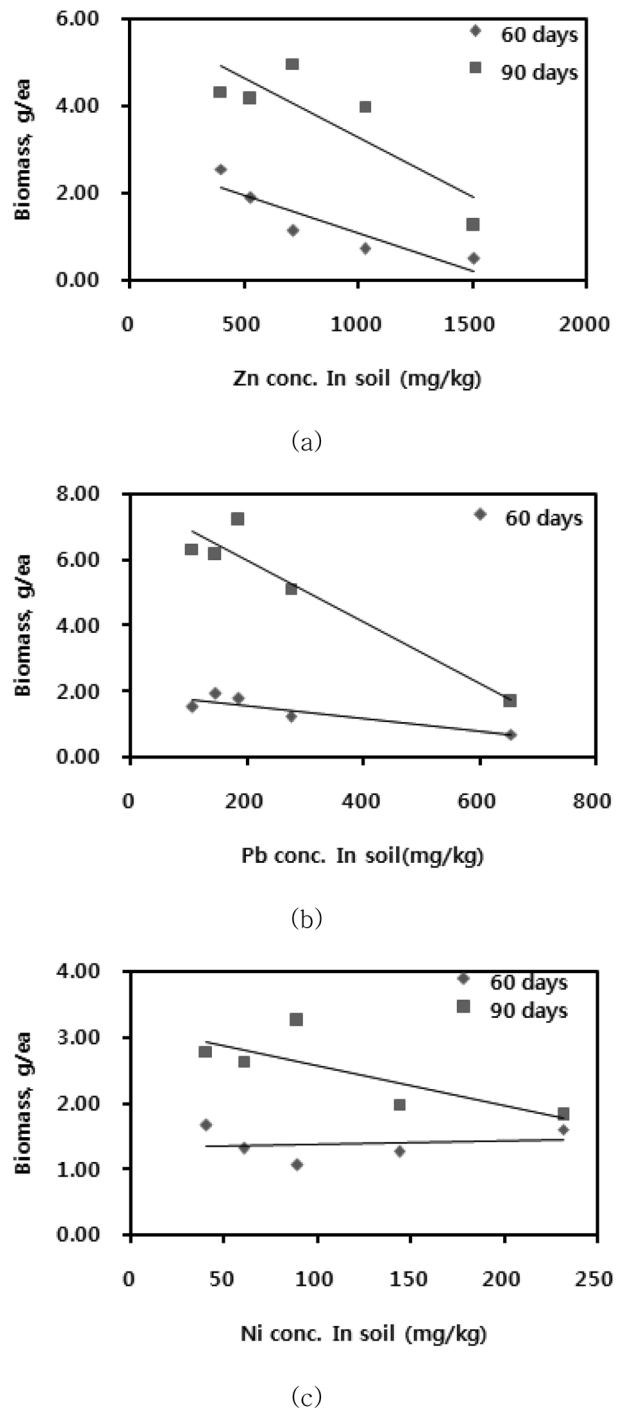 6.00
4.00
2.00
0.00
Biomass, g/ea
60 days
90 days
0 500 1000 1500 2000
Zn conc. In soil (mg/kg)
(a)
8.00
6.00
4.00
2.00
0.00
Biomass, g/ea
60 days
0 200 400 600 800
Pb conc. In soil(mg/kg)
(b)
4.00
3.00
2.00
1.00
0.00
Biomass, g/ea
60 days
90 days
0 50 100 150 200 250
Ni conc. In soil (mg/kg)
(c)